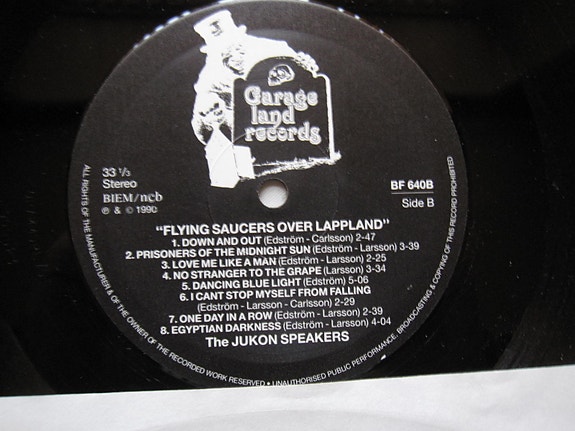 Garage
land
records
33 1/3
Stereo
BIEM/ncb
℗ & © 1990
BF 640B
Side B
"FLYING SAUCERS OVER LAPPLAND"
1. DOWN AND OUT (Edström - Carlsson) 2-47
2. PRISONERS OF THE MIDNIGHT SUN (Edström - Larsson) 3-39
3. LOVE ME LIKE A MAN (Edström - Larsson) 2-25
4. NO STRANGER TO THE GRAPE (Larsson) 3-34
5. DANCING BLUE LIGHT (Edström) 5-06
6. I CANT STOP MYSELF FROM FALLING
(Edström - Larsson - Carlsson) 2-29
7. ONE DAY IN A ROW (Edström - Larsson) 2-39
8. EGYPTIAN DARKNESS (Edström - Larsson) 4-04
The JUKON SPEAKERS
ALL RIGHTS OF THE MANUFACTURER & OF THE OWNER OF THE RECORDED WORK RESERVED • UNAUTHORISED PUBLIC PERFORMANCE, BROADCASTING & COPYING OF THIS RECORD PROHIBITED